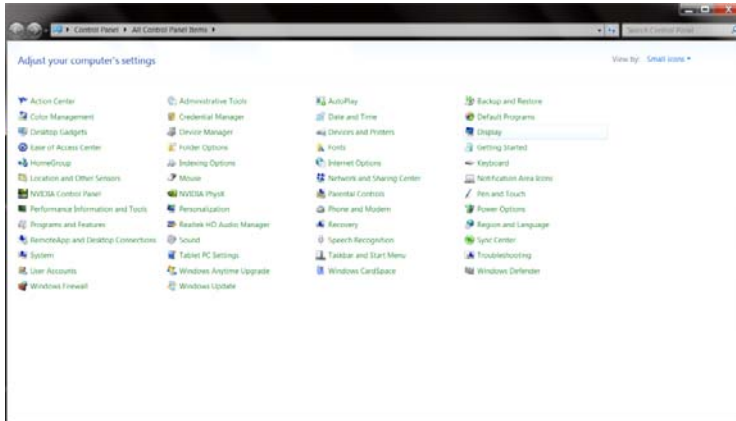 Control Panel All Control Panel Items Search Control Panel
Adjust your computer's settings View by: Small icons
Action Center Administrative Tools AutoPlay Backup and Restore
Color Management Credential Manager Date and Time Default Programs
Desktop Gadgets Device Manager Devices and Printers Display
Ease of Access Center Folder Options Fonts Getting Started
HomeGroup Indexing Options Internet Options Keyboard
Location and Other Sensors Mouse Network and Sharing Center Notification Area Icons
NVIDIA Control Panel NVIDIA PhysX Parental Controls Pen and Touch
Performance Information and Tools Personalization Phone and Modem Power Options
Programs and Features Realtek HD Audio Manager Recovery Region and Language
RemoteApp and Desktop Connections Sound Speech Recognition Sync Center
System Tablet PC Settings Taskbar and Start Menu Troubleshooting
User Accounts Windows Anytime Upgrade Windows CardSpace Windows Defender
Windows Firewall Windows Update